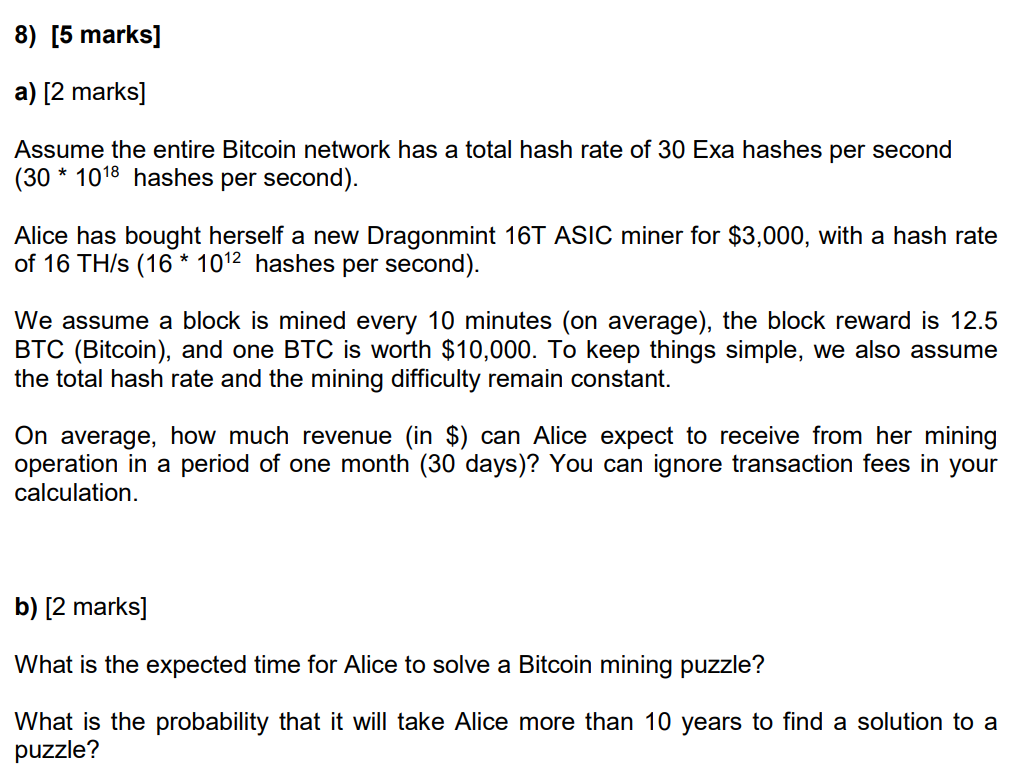 8) [5 marks]
a) [2 marks]
Assume the entire Bitcoin network has a total hash rate of 30 Exa hashes per second
(30 * 10¹⁸ hashes per second).
Alice has bought herself a new Dragonmint 16T ASIC miner for $3,000, with a hash rate
of 16 TH/s (16 * 10¹² hashes per second).
We assume a block is mined every 10 minutes (on average), the block reward is 12.5
BTC (Bitcoin), and one BTC is worth $10,000. To keep things simple, we also assume
the total hash rate and the mining difficulty remain constant.
On average, how much revenue (in $) can Alice expect to receive from her mining
operation in a period of one month (30 days)? You can ignore transaction fees in your
calculation.
b) [2 marks]
What is the expected time for Alice to solve a Bitcoin mining puzzle?
What is the probability that it will take Alice more than 10 years to find a solution to a
puzzle?